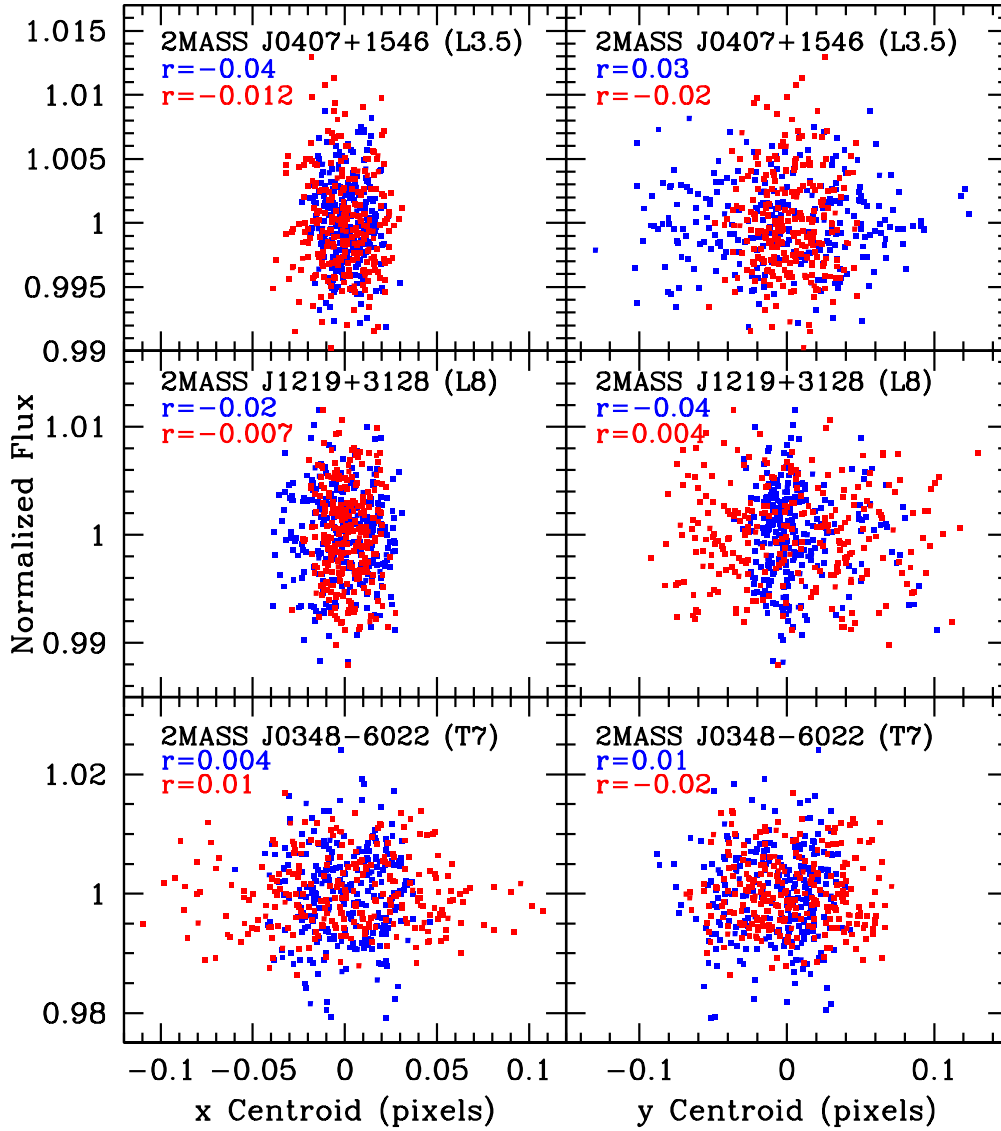 Normalized Flux
1.015
1.01
1.005
1
0.995
0.99
2MASS J0407+1546 (L3.5)
r=−0.04
r=−0.012
2MASS J0407+1546 (L3.5)
r=0.03
r=−0.02
1.01
1
0.99
2MASS J1219+3128 (L8)
r=−0.02
r=−0.007
2MASS J1219+3128 (L8)
r=−0.04
r=0.004
1.02
1
0.98
2MASS J0348−6022 (T7)
r=0.004
r=0.01
2MASS J0348−6022 (T7)
r=0.01
r=−0.02
−0.1 −0.05 0 0.05 0.1
−0.1 0 0.1
x Centroid (pixels)
y Centroid (pixels)